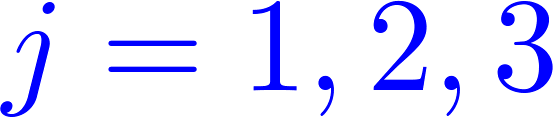 j = 1, 2, 3